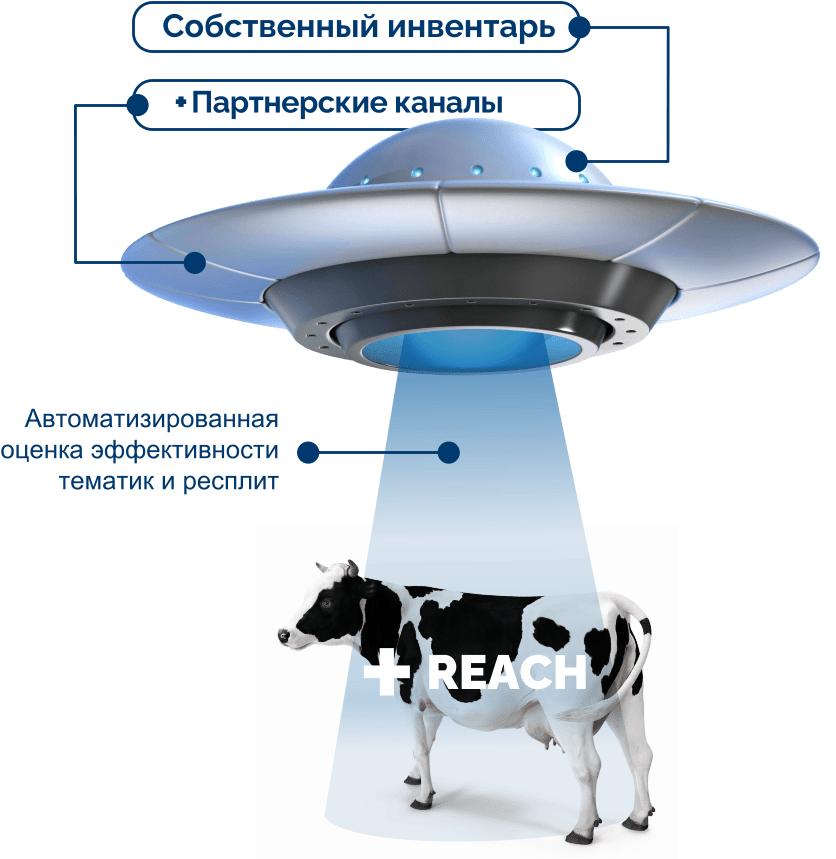 Собственный инвентарь
+ Партнерские каналы
Автоматизированная
оценка эффективности
тематик и респлит
+ REACH